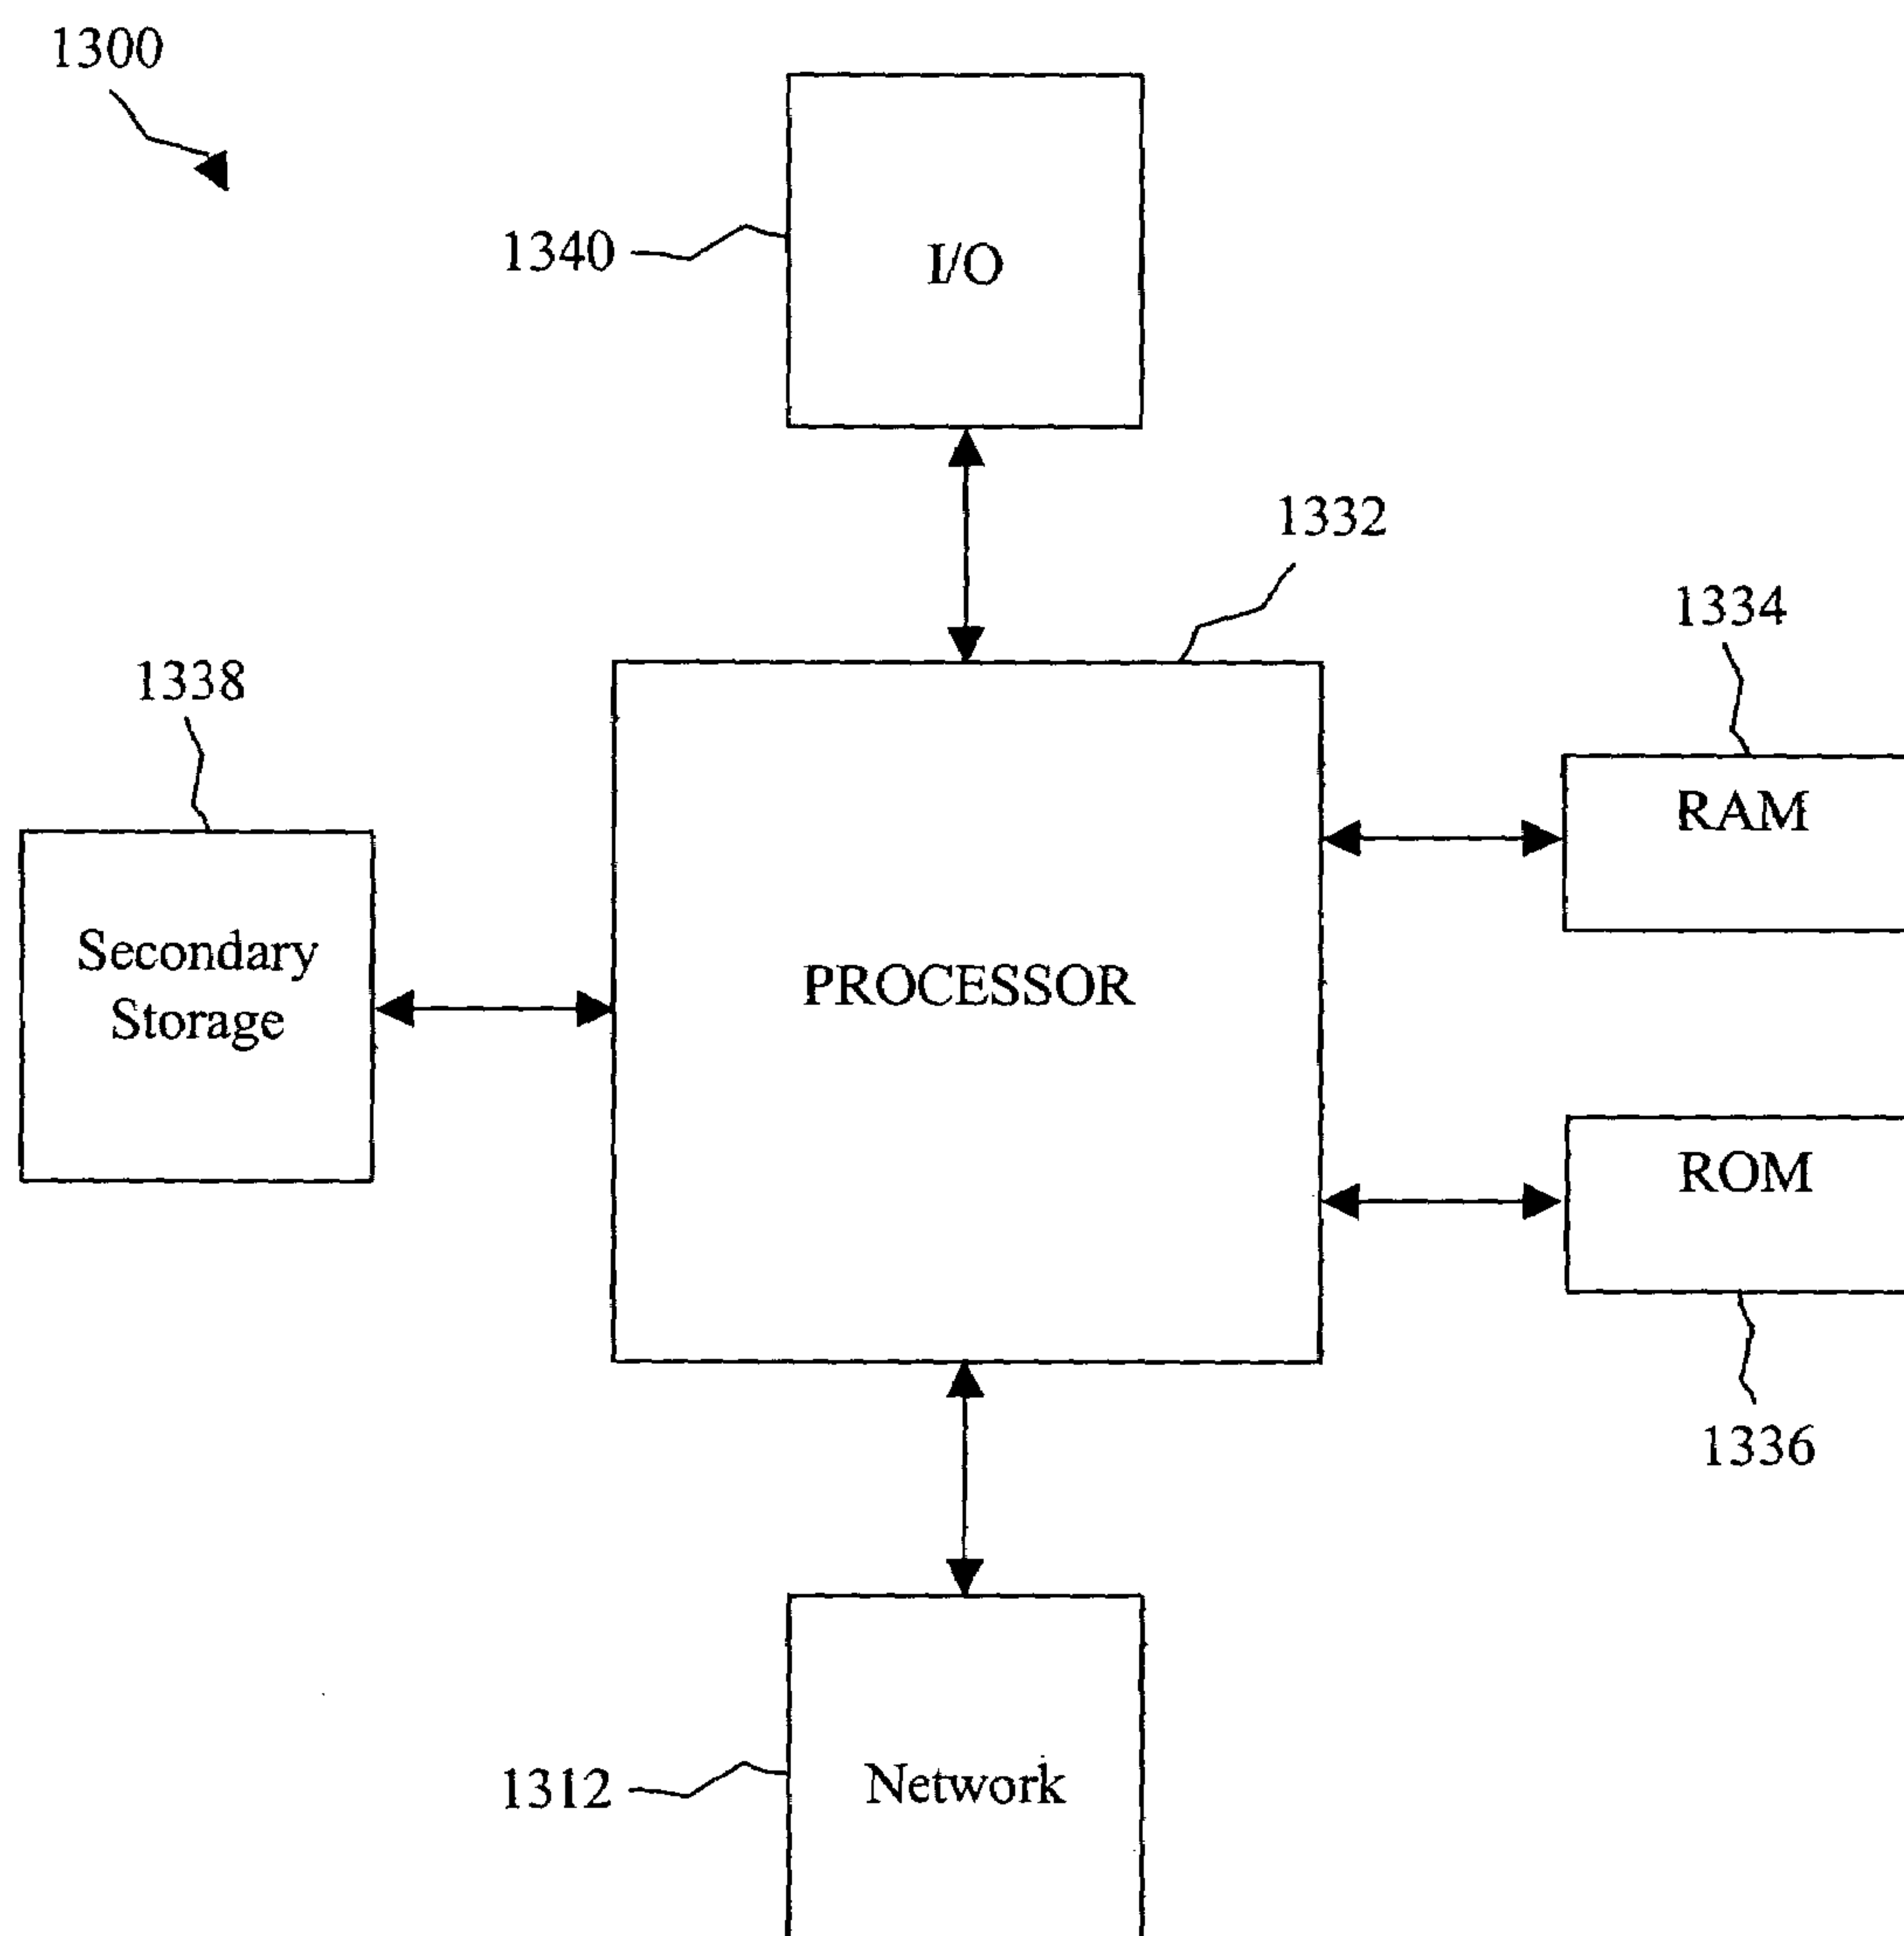 1300
1340
I/O
1332
1334
1338
RAM
Secondary
Storage
PROCESSOR
ROM
1336
1312
Network